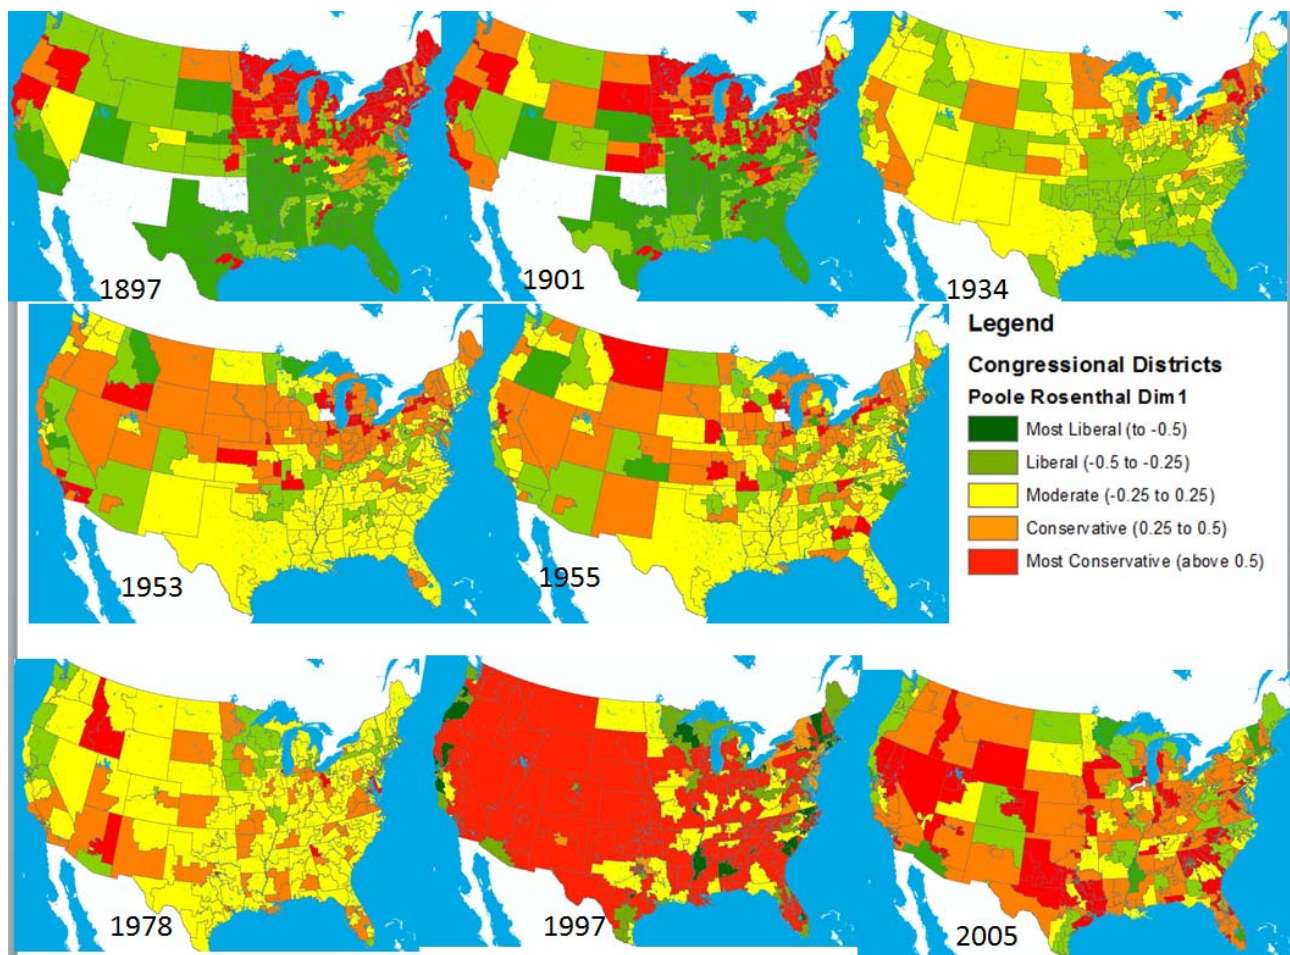 1897
1901
1934
1953
1955
Legend
Congressional Districts
Poole Rosenthal Dim1
Most Liberal (to -0.5)
Liberal (-0.5 to -0.25)
Moderate (-0.25 to 0.25)
Conservative (0.25 to 0.5)
Most Conservative (above 0.5)
1978
1997
2005